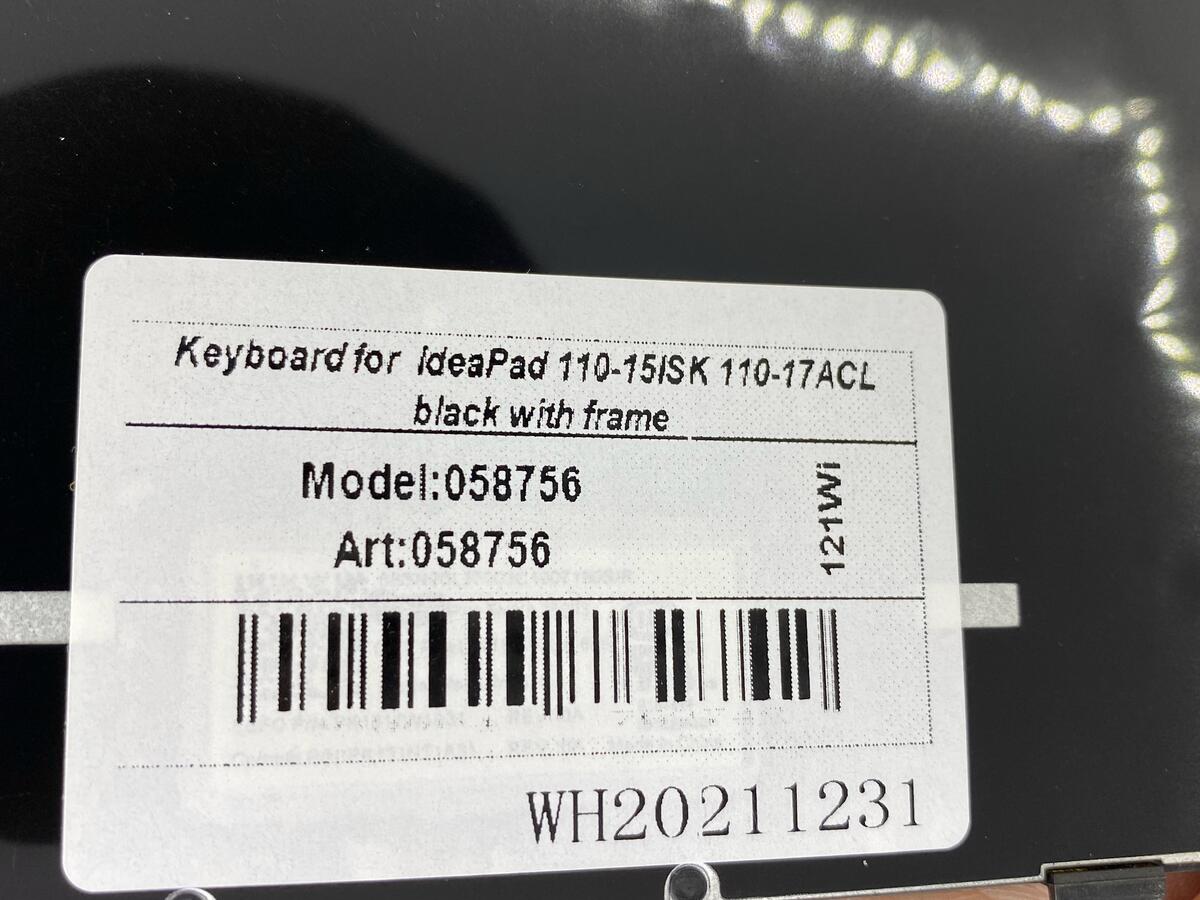 Keyboard for IdeaPad 110-15ISK 110-17ACL
black with frame
Model:058756
Art:058756
121Wi
WH20211231